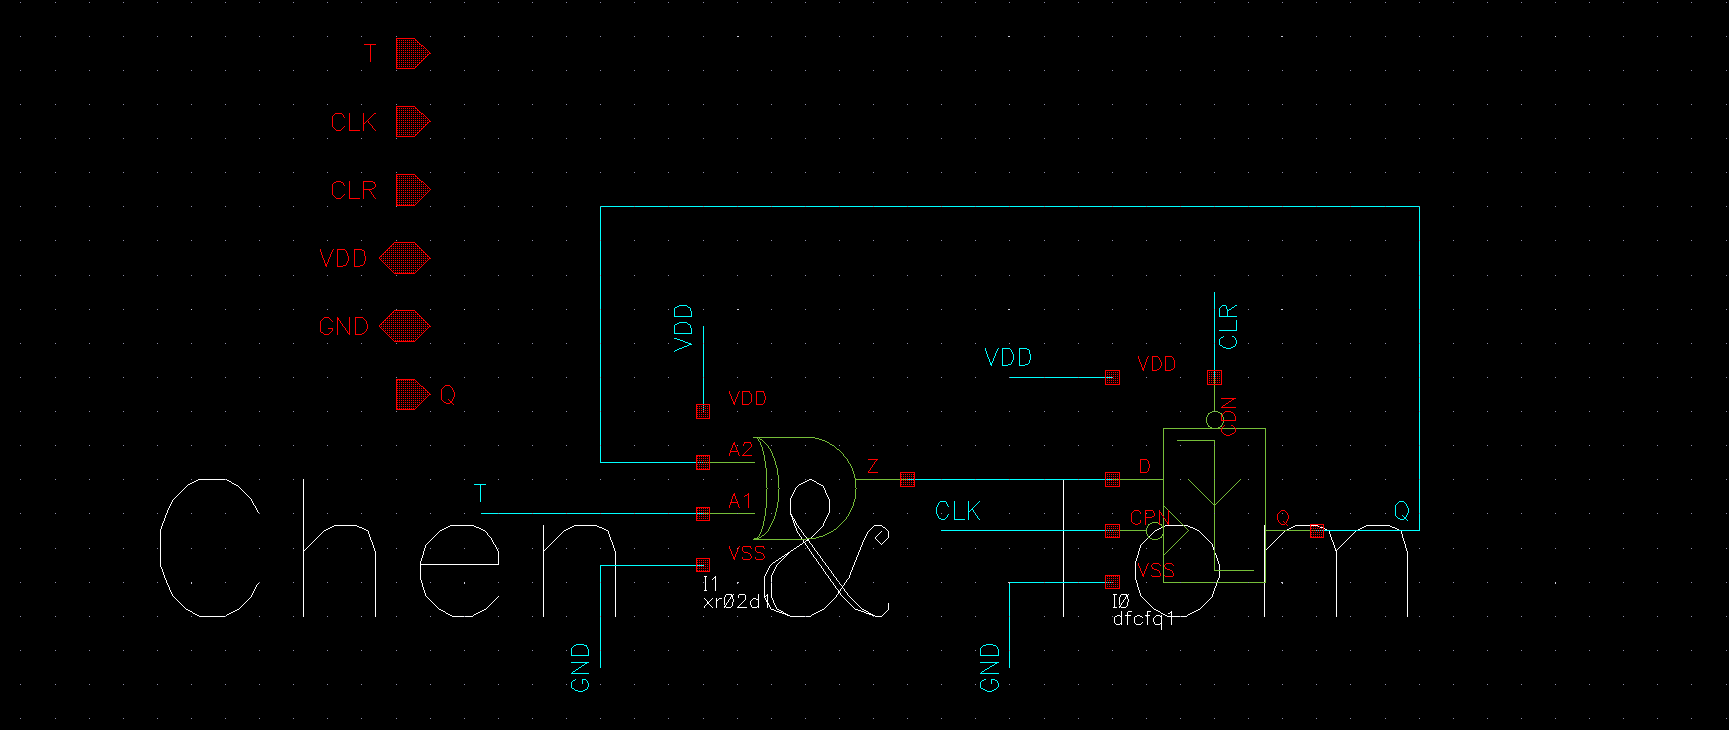 T
CLK
CLR
VDD
GND
Q
VDD
VDD
A2
A1
VSS
Z
T
GND
I1
xr02d1
VDD
VDD
CLR
CDN
D
CLK
CPN
VSS
Q
Q
GND
I0
dfcfq1
Chen & Tom